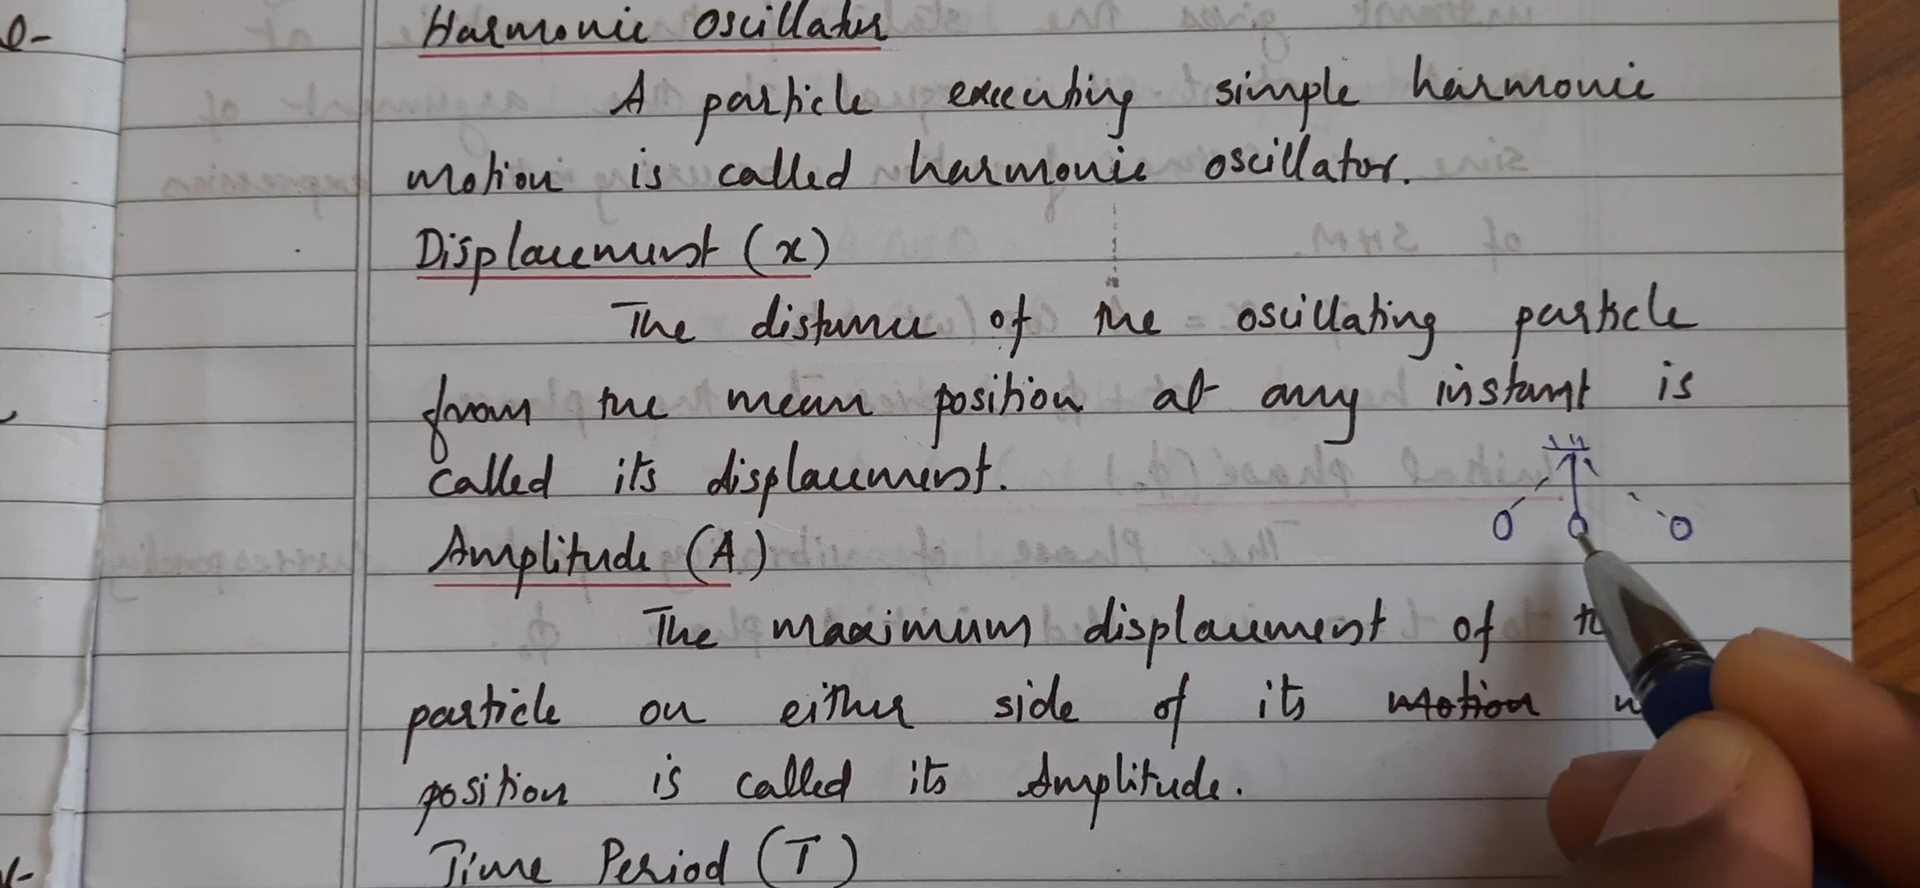 Harmonic Oscillator
A particle executing simple harmonic
motion is called harmonic oscillator.
Displacement (x)
The distance of the oscillating particle
from the mean position at any instant is
called its displacement.
Amplitude (A)
The maximum displacement of
particle on either side of its motion
position is called its Amplitude.
Time Period (T)